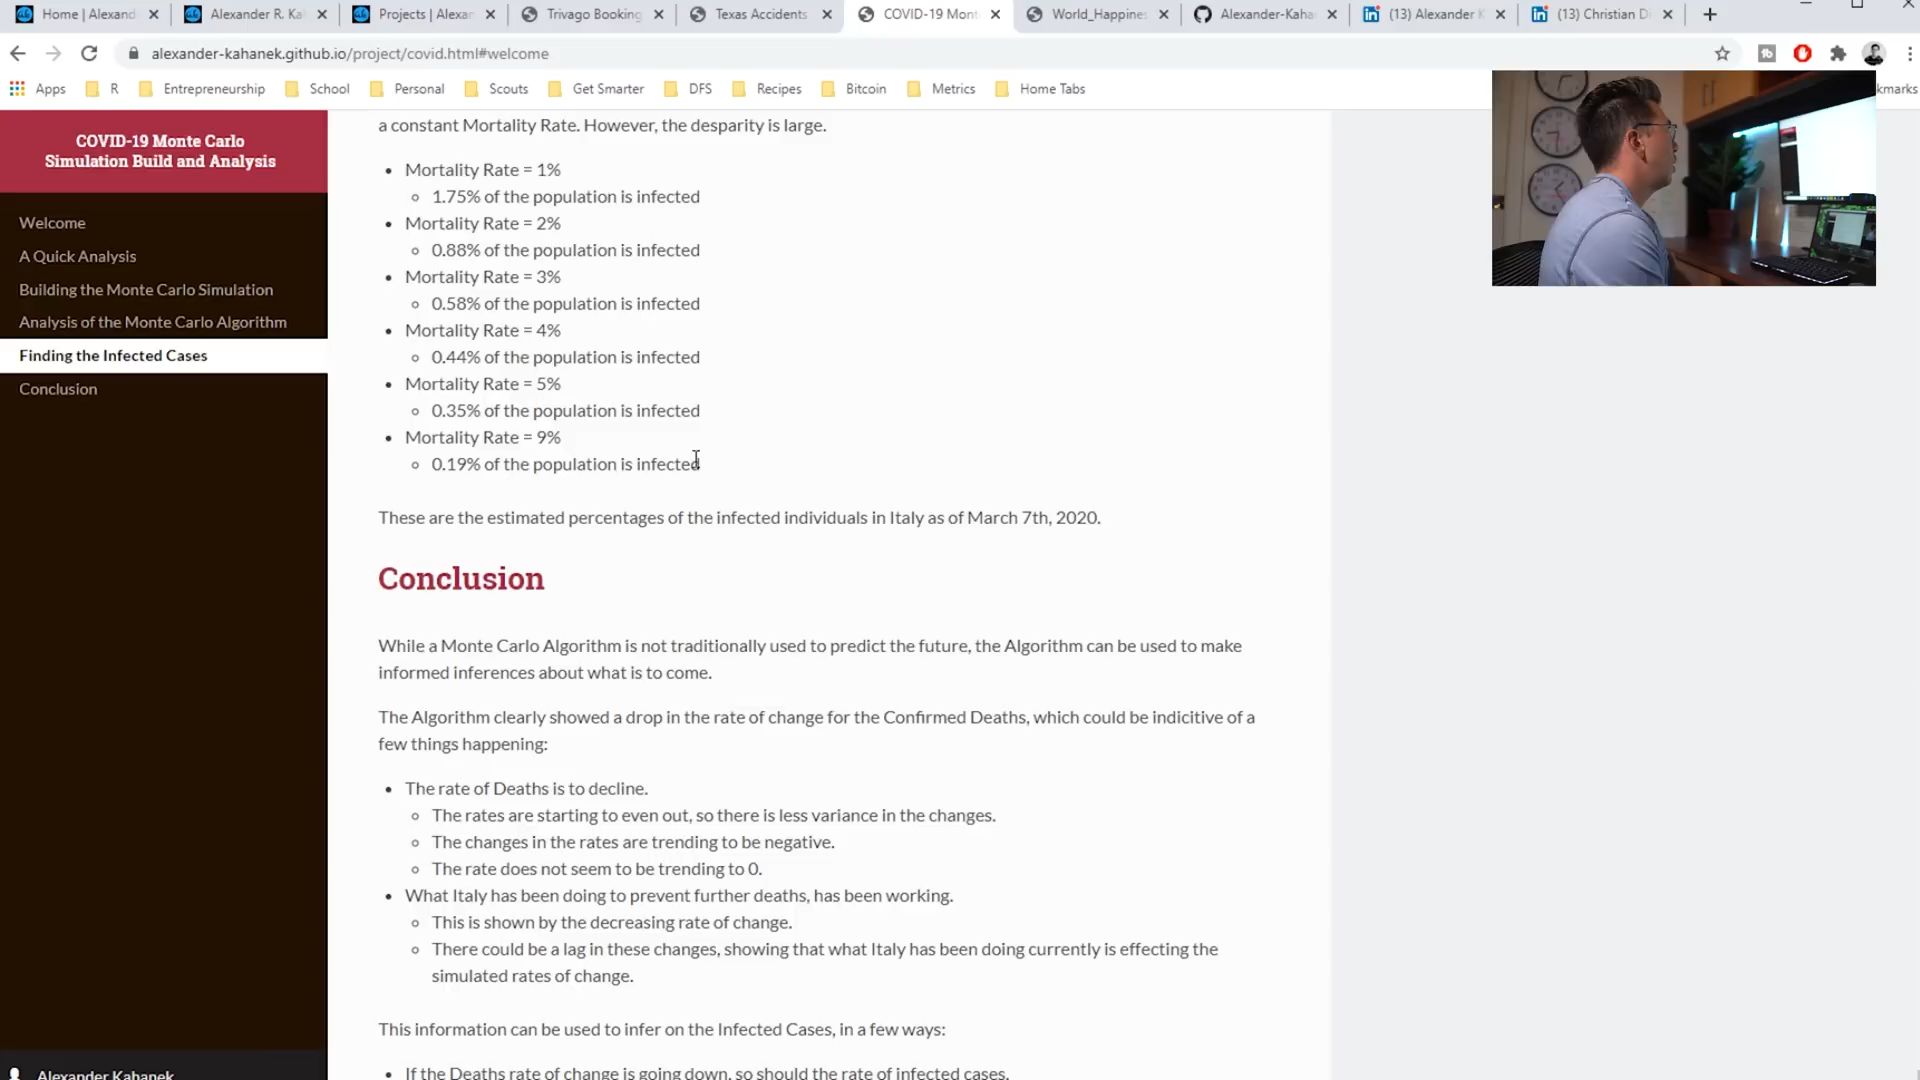 Home | Alexand
Alexander R. Ka
Projects | Alexan
Trivago Booking
Texas Accidents
COVID-19 Mont
World_Happines
Alexander-Kaha
(13) Alexander K
(13) Christian D
alexander-kahanek.github.io/project/covid.html#welcome
Apps
R
Entrepreneurship
School
Personal
Scouts
Get Smarter
DFS
Recipes
Bitcoin
Metrics
Home Tabs
kmarks
COVID-19 Monte Carlo
Simulation Build and Analysis
Welcome
A Quick Analysis
Building the Monte Carlo Simulation
Analysis of the Monte Carlo Algorithm
Finding the Infected Cases
Conclusion
Alexander Kahanek
a constant Mortality Rate. However, the desparity is large.
Mortality Rate = 1%
1.75% of the population is infected
Mortality Rate = 2%
0.88% of the population is infected
Mortality Rate = 3%
0.58% of the population is infected
Mortality Rate = 4%
0.44% of the population is infected
Mortality Rate = 5%
0.35% of the population is infected
Mortality Rate = 9%
0.19% of the population is infected
These are the estimated percentages of the infected individuals in Italy as of March 7th, 2020.
Conclusion
While a Monte Carlo Algorithm is not traditionally used to predict the future, the Algorithm can be used to make
informed inferences about what is to come.
The Algorithm clearly showed a drop in the rate of change for the Confirmed Deaths, which could be indicitive of a
few things happening:
The rate of Deaths is to decline.
The rates are starting to even out, so there is less variance in the changes.
The changes in the rates are trending to be negative.
The rate does not seem to be trending to 0.
What Italy has been doing to prevent further deaths, has been working.
This is shown by the decreasing rate of change.
There could be a lag in these changes, showing that what Italy has been doing currently is effecting the
simulated rates of change.
This information can be used to infer on the Infected Cases, in a few ways:
If the Deaths rate of change is going down, so should the rate of infected cases.